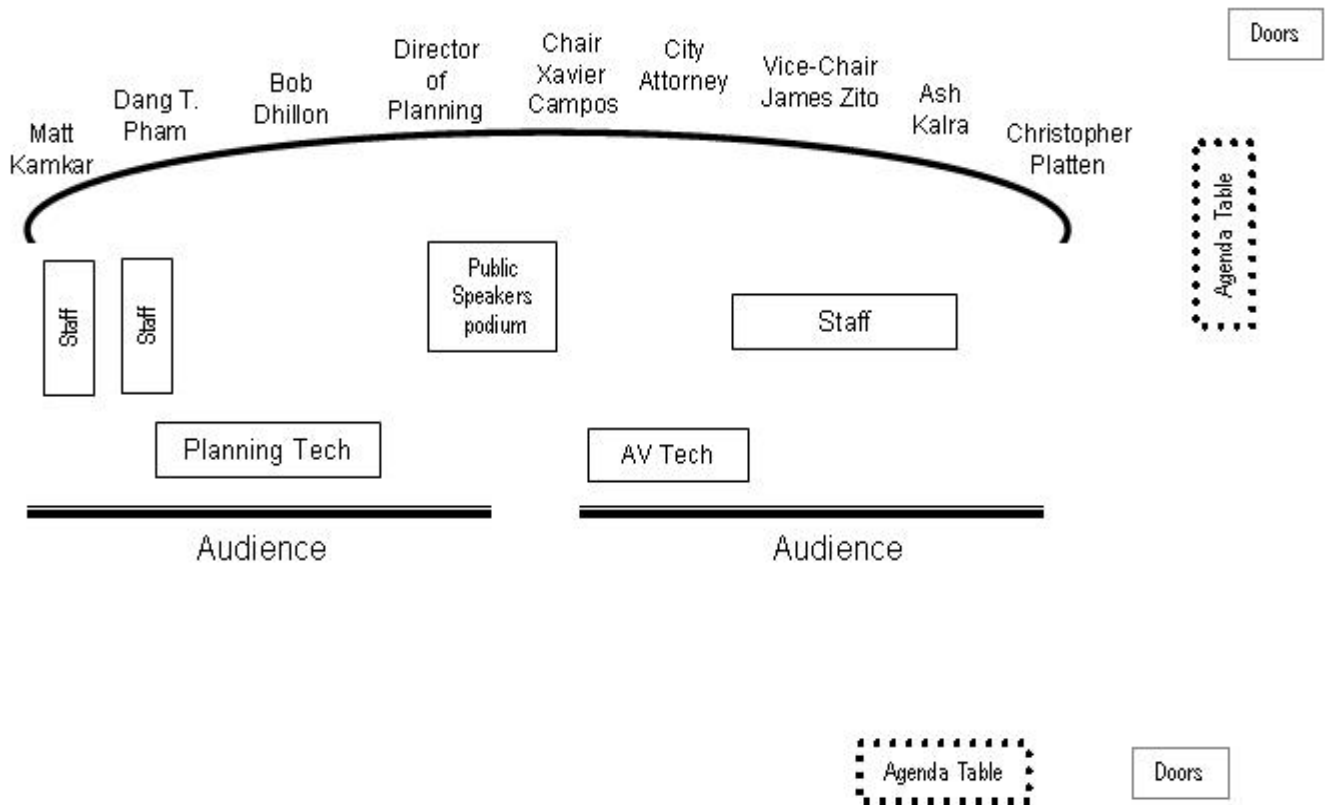 Doors
Matt
Kamkar
Dang T.
Pham
Bob
Dhillon
Director
of
Planning
Chair
Xavier
Campos
City
Attorney
Vice-Chair
James Zito
Ash
Kalra
Christopher
Platten
Agenda Table
Staff
Staff
Public
Speakers
podium
Staff
Planning Tech
AV Tech
Audience
Audience
Agenda Table
Doors